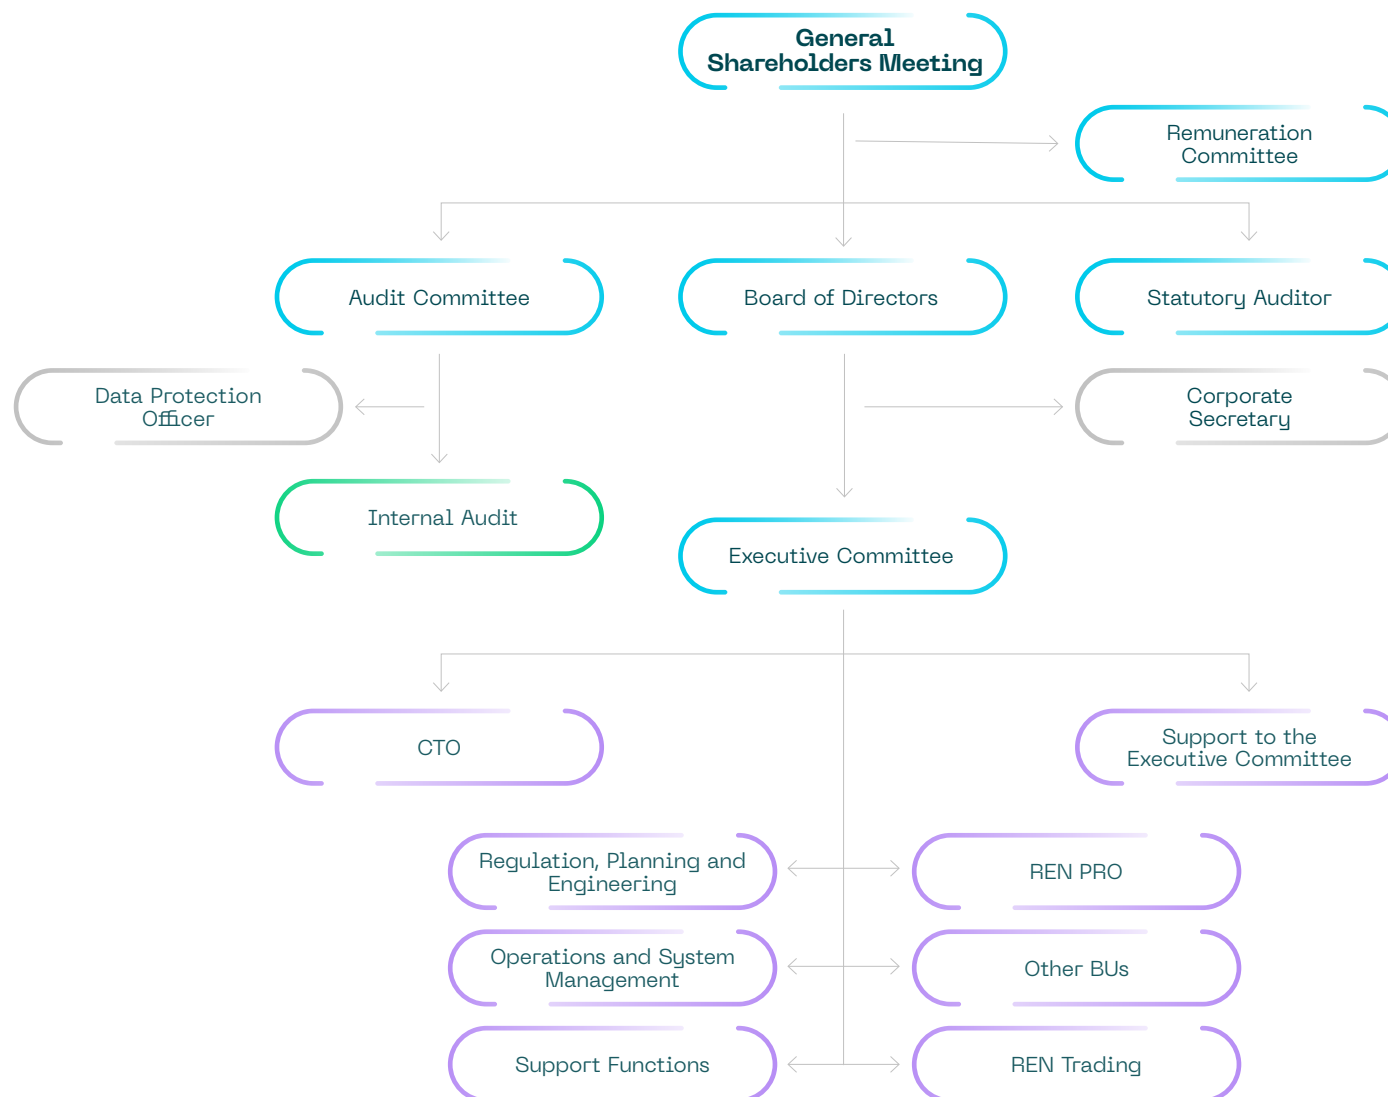 General
Shareholders Meeting
Remuneration
Committee
Audit Committee
Board of Directors
Statutory Auditor
Data Protection
Officer
Corporate
Secretary
Internal Audit
Executive Committee
CTO
Support to the
Executive Committee
Regulation, Planning and
Engineering
REN PRO
Operations and System
Management
Other BUs
Support Functions
REN Trading